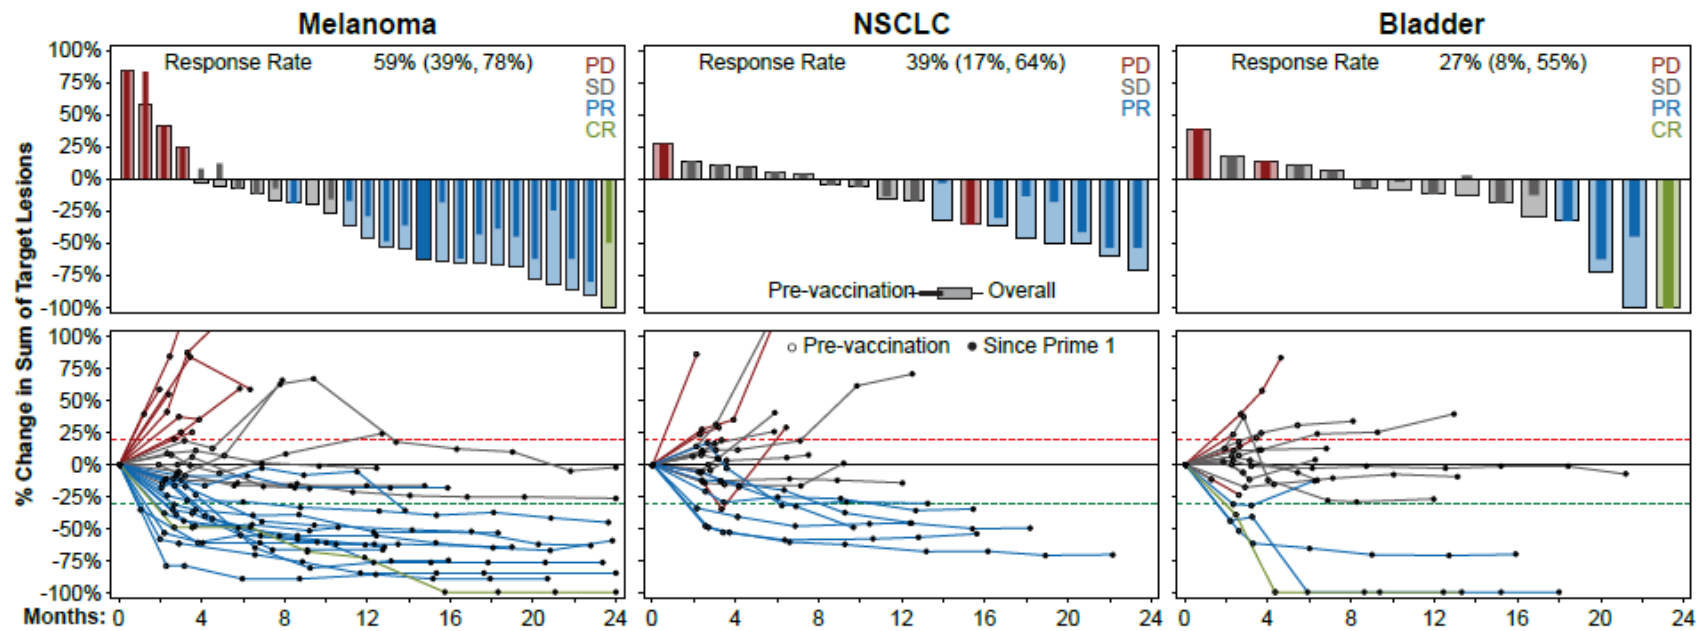 Melanoma
NSCLC
Bladder
% Change in Sum of Target Lesions
100%
75%
50%
25%
0%
-25%
-50%
-75%
-100%
Response Rate 59% (39%, 78%)
PD
SD
PR
CR
Response Rate 39% (17%, 64%)
PD
SD
PR
Pre-vaccination Overall
Response Rate 27% (8%, 55%)
PD
SD
PR
CR
100%
75%
50%
25%
0%
-25%
-50%
-75%
-100%
Pre-vaccination Since Prime 1
Months: 0 4 8 12 16 20 24
0 4 8 12 16 20 24
0 4 8 12 16 20 24